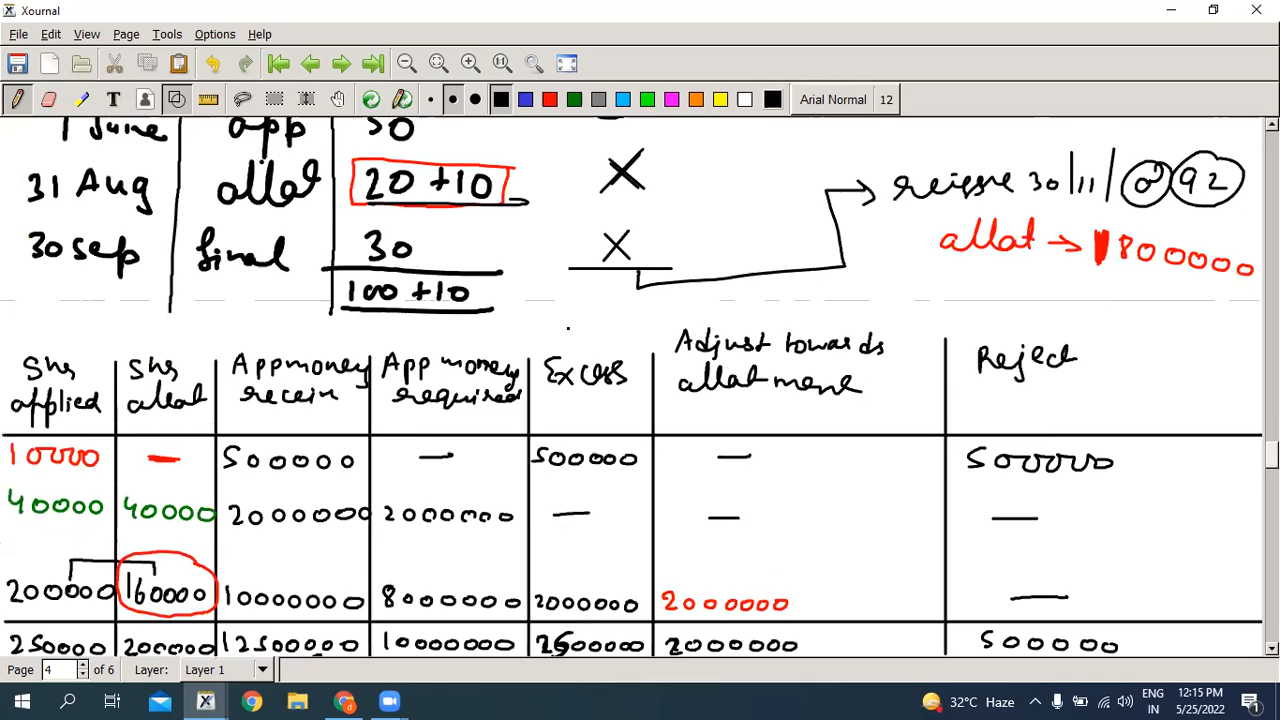 Xournal
File Edit View Page Tools Options Help
Arial Normal 12
1 June app 50
31 Aug allot 20 +10
30 sep final 30
100 +10
reissue 30/11/ @ 92
allot → 1800000
Shs applied Shs allot App money receiv App money required Excess Adjust towards allotment Reject
10000 — 500000 — 500000 — 500000
40000 40000 2000000 2000000 — — —
200000 160000 10000000 8000000 2000000 2000000 —
250000 200000 12500000 10000000 2500000 2000000 500000
Page 4 of 6 Layer: Layer 1
32°C Haze ENG IN 12:15 PM 5/25/2022